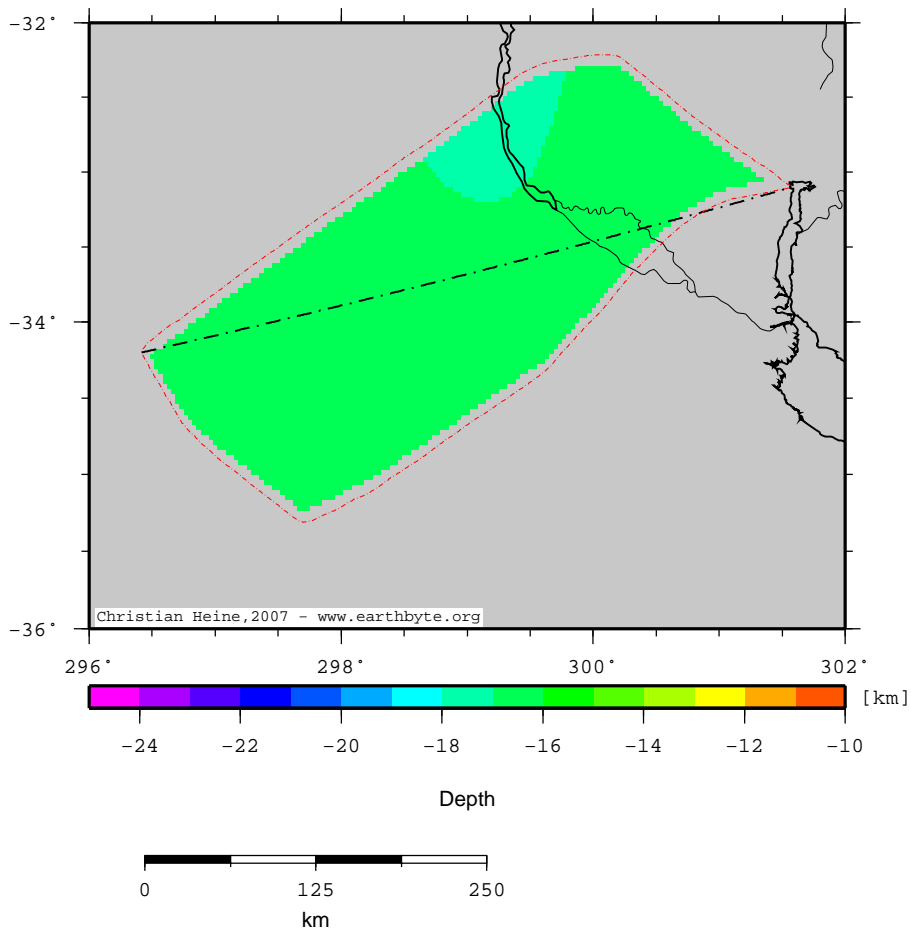 −32˚
−34˚
−36˚
Christian Heine,2007 - www.earthbyte.org
296˚ 298˚ 300˚ 302˚
[km]
−24 −22 −20 −18 −16 −14 −12 −10
Depth
0 125 250
km